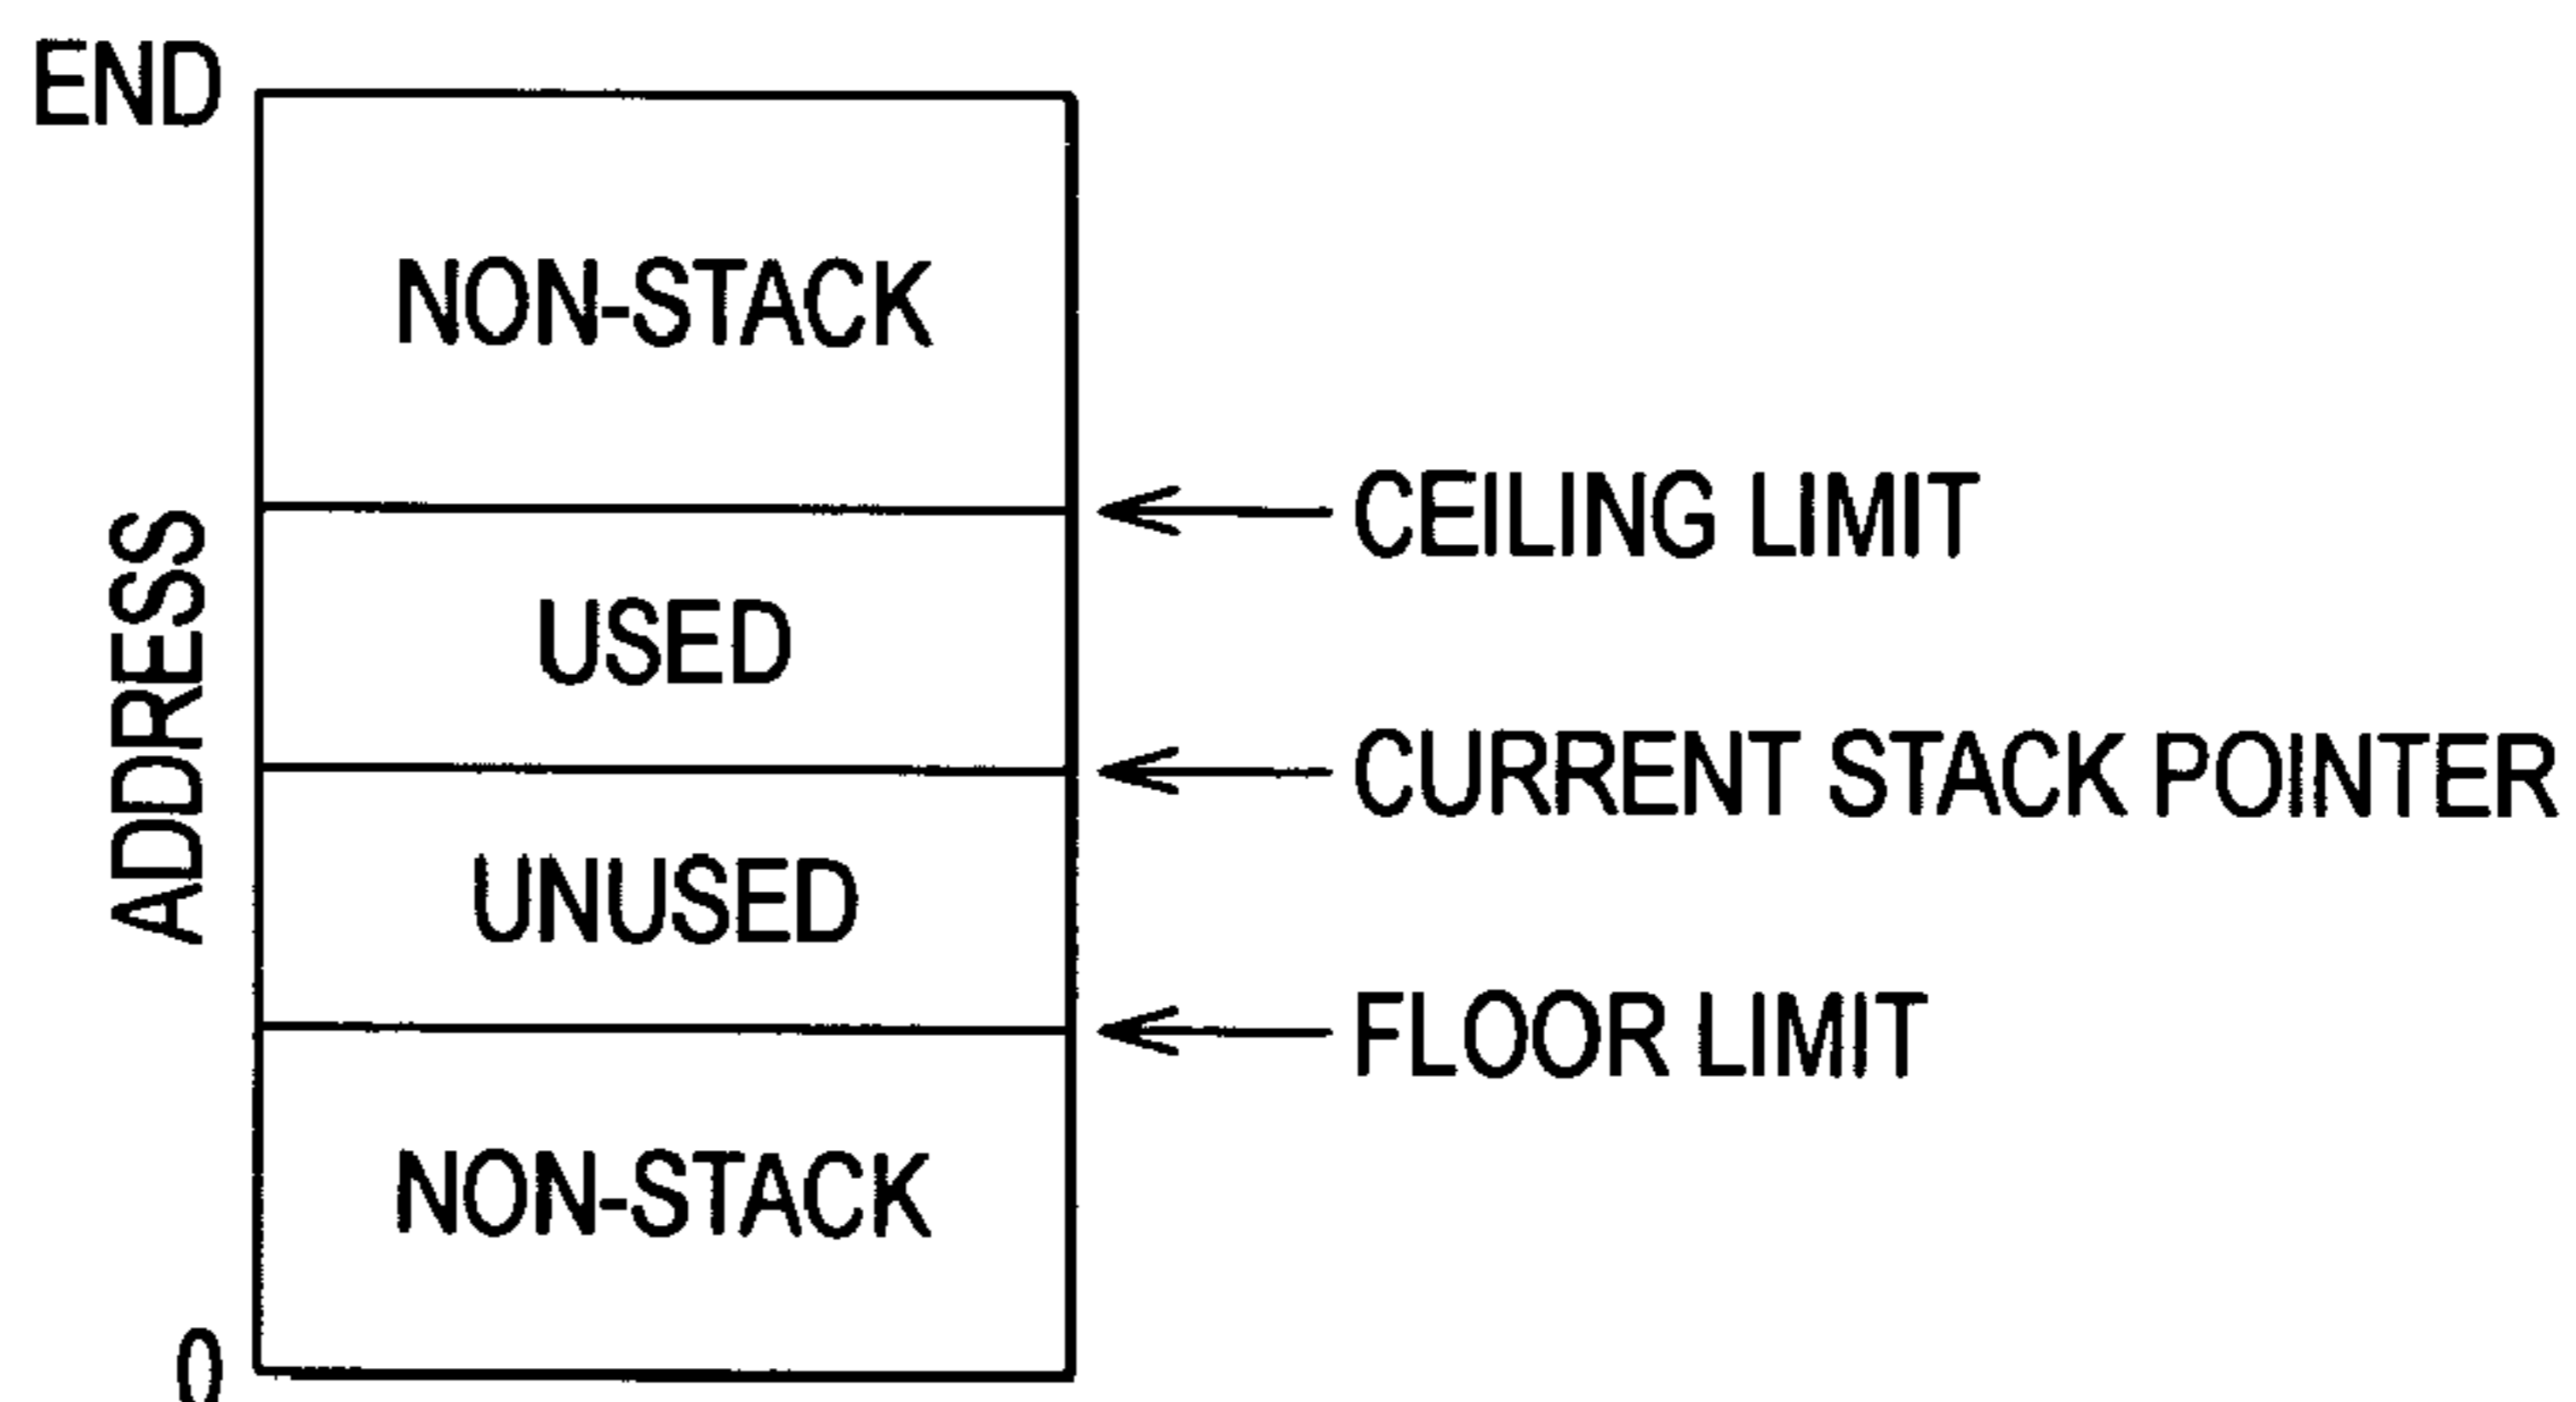 END
NON-STACK
CEILING LIMIT
ADDRESS
USED
CURRENT STACK POINTER
UNUSED
FLOOR LIMIT
NON-STACK
0